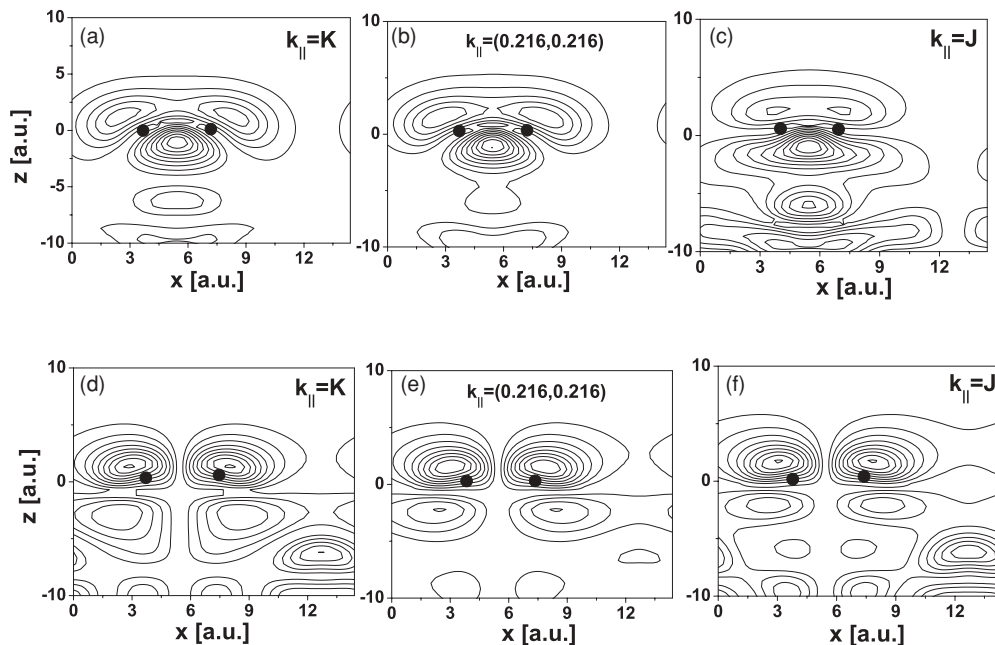 (a) k||=K
(b) k||=(0.216,0.216)
(c) k||=J
10
5
0
-5
-10
z [a.u.]
0 3 6 9 12
x [a.u.]
10
0
-10
0 3 6 9 12
x [a.u.]
10
0
-10
0 3 6 9 12
x [a.u.]
(d) k||=K
(e) k||=(0.216,0.216)
(f) k||=J
10
0
-10
z [a.u.]
0 3 6 9 12
x [a.u.]
10
0
-10
0 3 6 9 12
x [a.u.]
10
0
-10
0 3 6 9 12
x [a.u.]